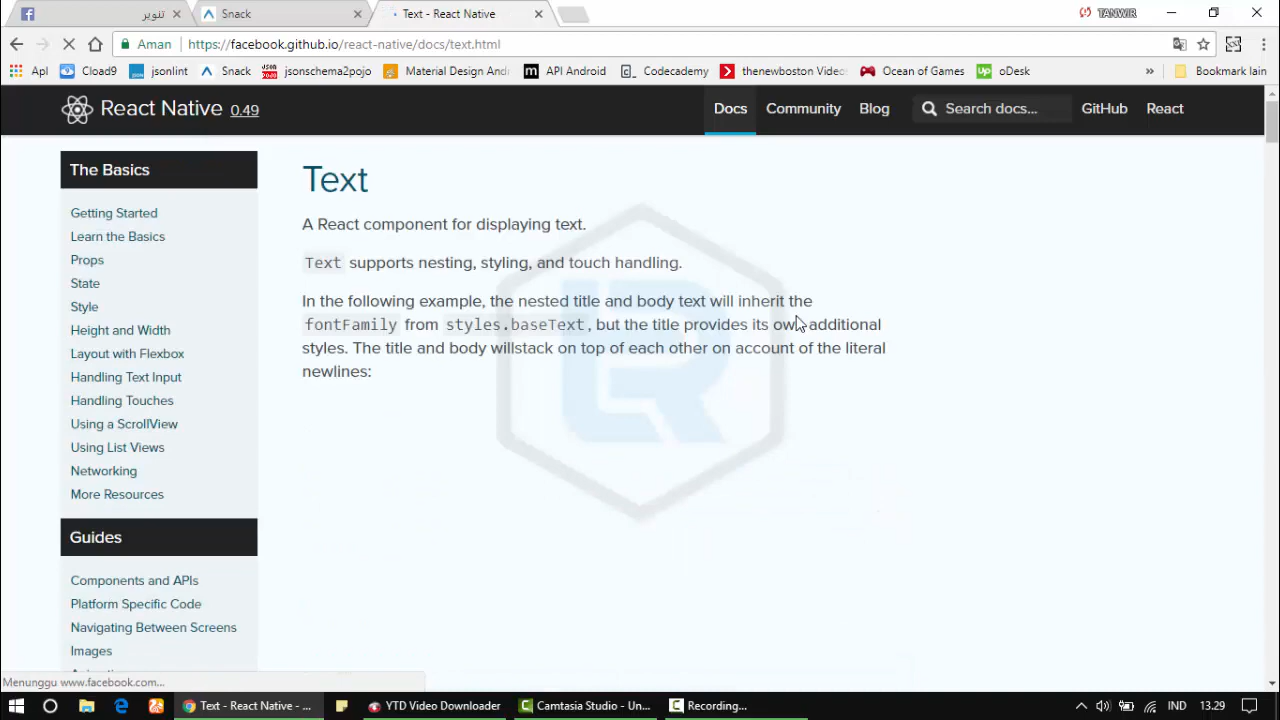 تنوير
Snack
Text - React Native
TANWIR
Aman
https://facebook.github.io/react-native/docs/text.html
Apl
Cloud9
jsonlint
Snack
jsonschema2pojo
Material Design Andr
API Android
Codecademy
thenewboston Videos
Ocean of Games
oDesk
»
Bookmark lain
React Native 0.49
Docs
Community
Blog
Search docs...
GitHub
React
The Basics
Getting Started
Learn the Basics
Props
State
Style
Height and Width
Layout with Flexbox
Handling Text Input
Handling Touches
Using a ScrollView
Using List Views
Networking
More Resources
Guides
Components and APIs
Platform Specific Code
Navigating Between Screens
Images
Text
A React component for displaying text.
Text supports nesting, styling, and touch handling.
In the following example, the nested title and body text will inherit the
fontFamily from styles.baseText, but the title provides its own additional
styles. The title and body willstack on top of each other on account of the literal
newlines:
Menunggu www.facebook.com...
Text - React Native - ...
YTD Video Downloader
Camtasia Studio - Un...
Recording...
IND
13.29